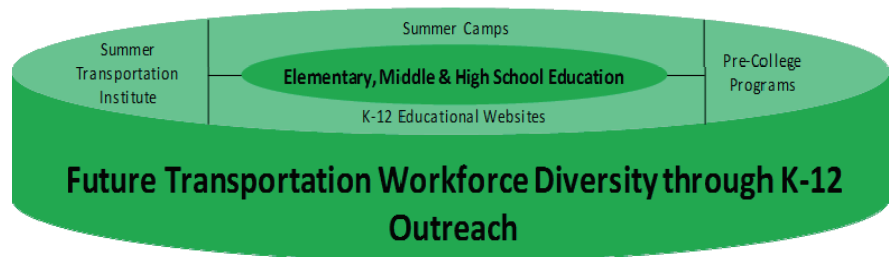 Summer Camps
Summer
Transportation
Institute
Elementary, Middle & High School Education
Pre-College
Programs
K-12 Educational Websites
Future Transportation Workforce Diversity through K-12
Outreach